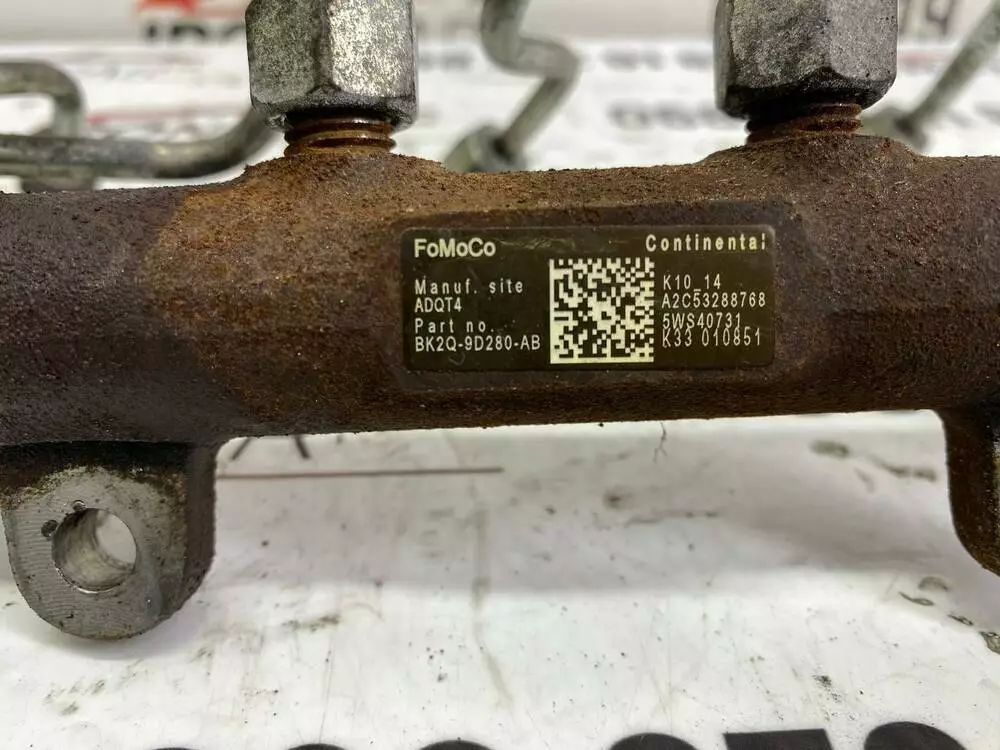 FoMoCo
Continental
Manuf. site
ADQT4
Part no.
BK2Q-9D280-AB
K10_14
A2C53288768
5WS40731
K33 010851